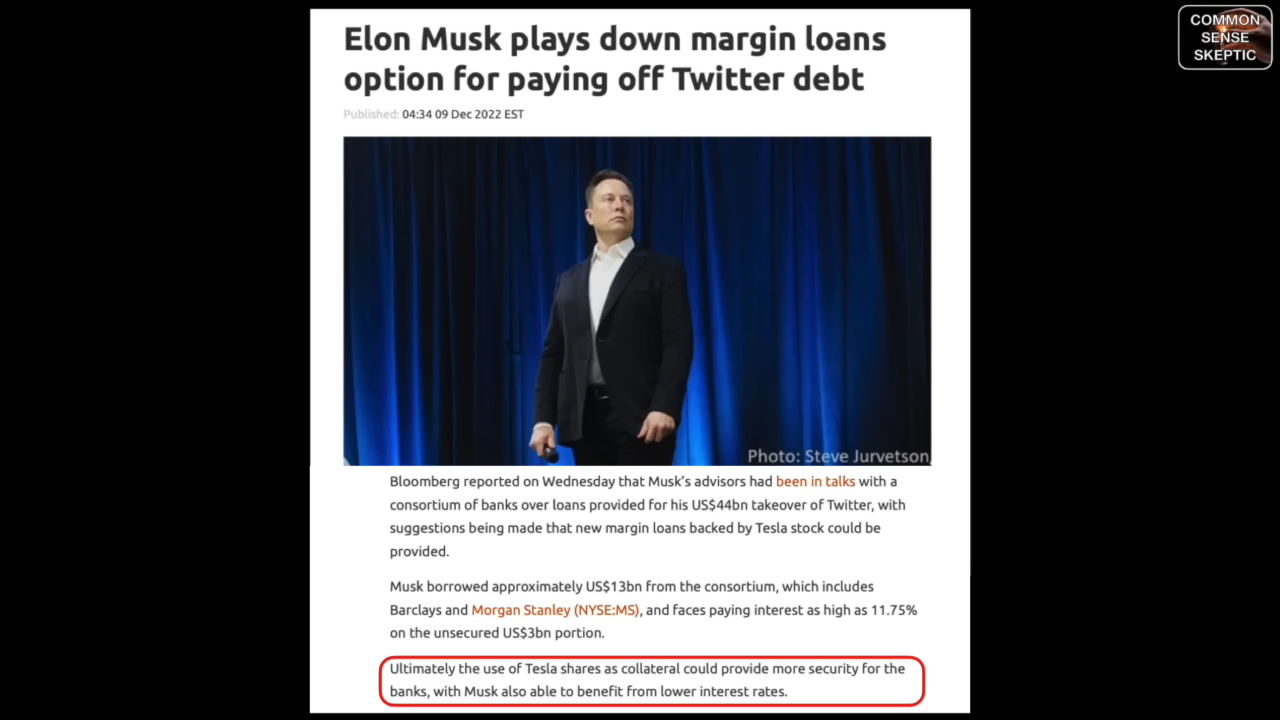 COMMON
SENSE
SKEPTIC
Elon Musk plays down margin loans
option for paying off Twitter debt
Published: 04:34 09 Dec 2022 EST
Photo: Steve Jurvetson
Bloomberg reported on Wednesday that Musk’s advisors had been in talks with a
consortium of banks over loans provided for his US$44bn takeover of Twitter, with
suggestions being made that new margin loans backed by Tesla stock could be
provided.
Musk borrowed approximately US$13bn from the consortium, which includes
Barclays and Morgan Stanley (NYSE:MS), and faces paying interest as high as 11.75%
on the unsecured US$3bn portion.
Ultimately the use of Tesla shares as collateral could provide more security for the
banks, with Musk also able to benefit from lower interest rates.